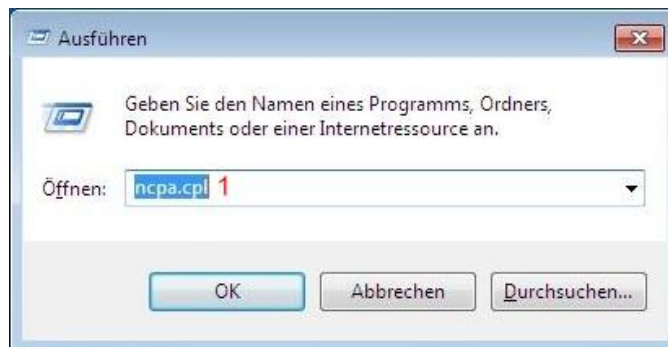 Ausführen
Geben Sie den Namen eines Programms, Ordners,
Dokuments oder einer Internetressource an.
Öffnen: ncpa.cpl 1
OK Abbrechen Durchsuchen...